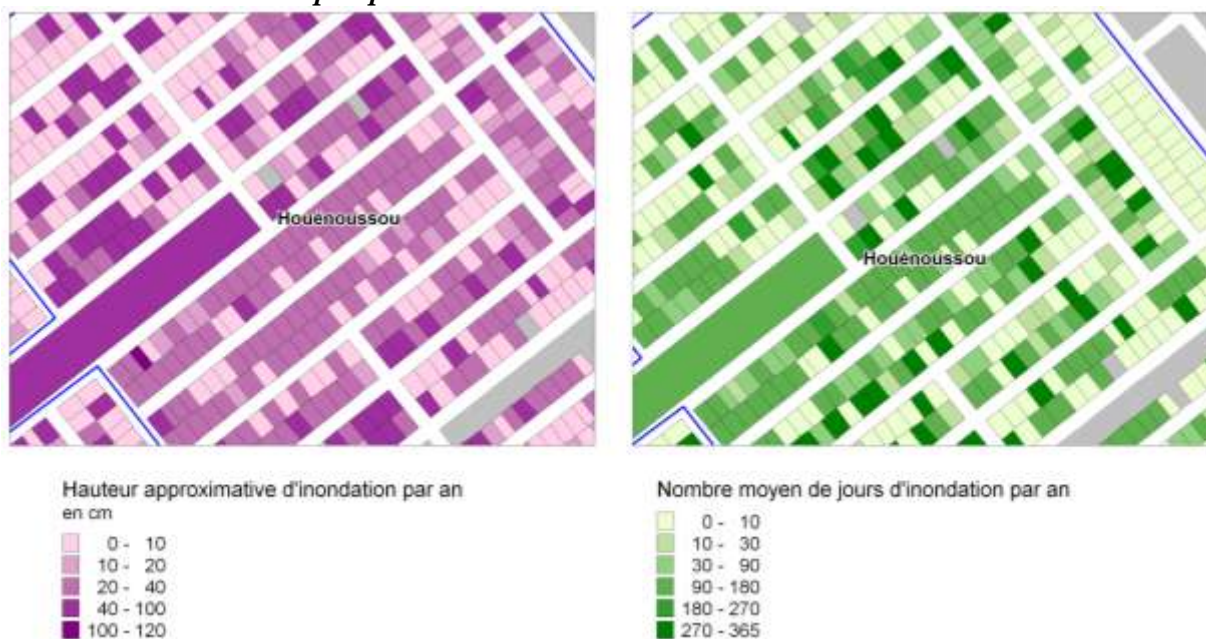 Houénoussou
Houénoussou
Hauteur approximative d'inondation par an
en cm
0 - 10
10 - 20
20 - 40
40 - 100
100 - 120
Nombre moyen de jours d'inondation par an
0 - 10
10 - 30
30 - 90
90 - 180
180 - 270
270 - 365